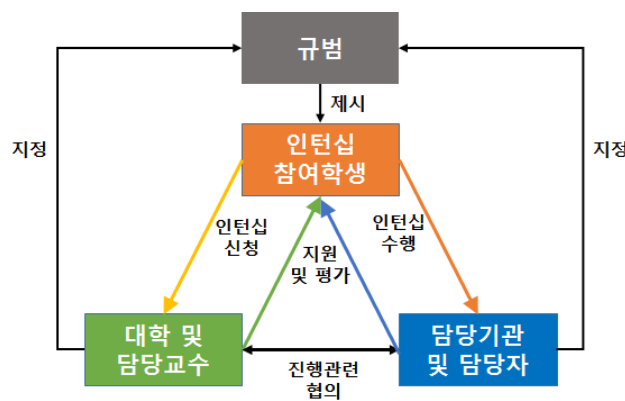 규범
제시
지정
지정
인턴십
참여학생
인턴십
신청
지원
및 평가
인턴십
수행
대학 및
담당교수
진행관련
협의
담당기관
및 담당자